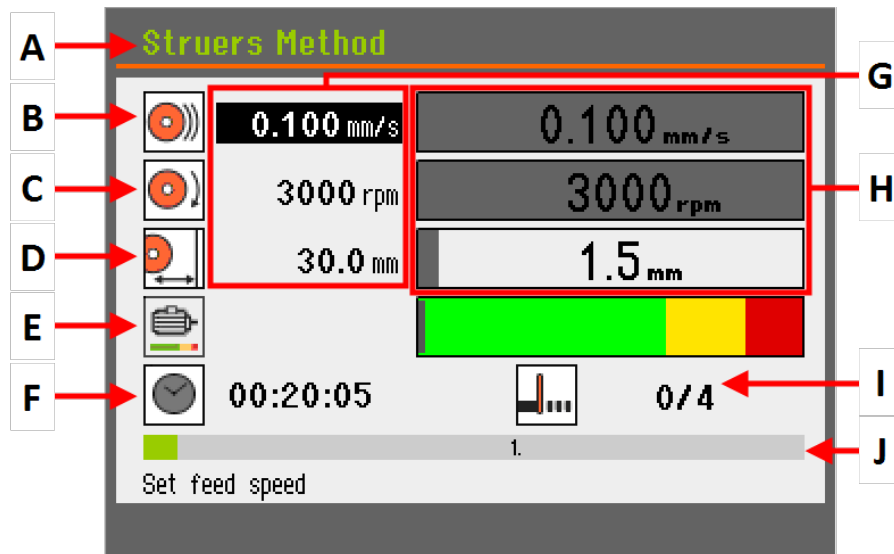 A
Struers Method
G
B
0.100 mm/s
0.100 mm/s
C
3000 rpm
3000 rpm
H
D
30.0 mm
1.5 mm
E
F
00:20:05
0/4
I
1.
J
Set feed speed